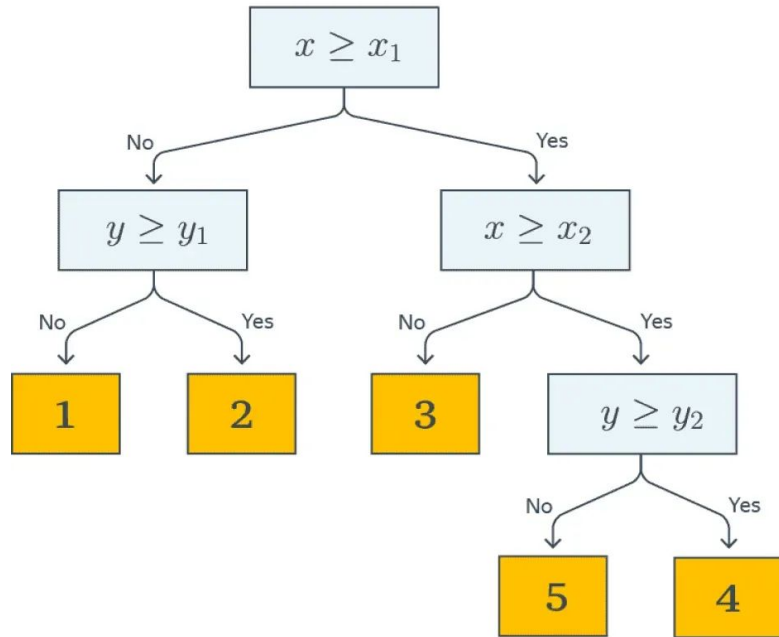 x ≥ x₁
No
Yes
y ≥ y₁
x ≥ x₂
No
Yes
No
Yes
1
2
3
y ≥ y₂
No
Yes
5
4